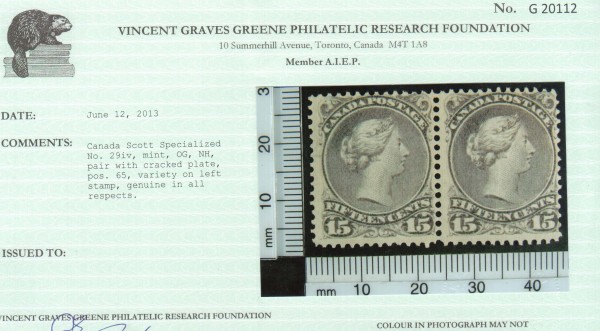 No. G 20112
VINCENT GRAVES GREENE PHILATELIC RESEARCH FOUNDATION
10 Summerhill Avenue, Toronto, Canada M4T 1A8
Member A.I.E.P.
DATE: June 12, 2013
COMMENTS: Canada Scott Specialized
No. 29iv, mint, OG, NH,
pair with cracked plate,
pos. 65, variety on left
stamp, genuine in all
respects.
ISSUED TO:
3
20
10
mm
CANADA POSTAGE CANADA POSTAGE
FIFTEEN CENTS FIFTEEN CENTS
15 15 15 15
mm 10 20 30 40
VINCENT GRAVES GREENE PHILATELIC RESEARCH FOUNDATION
COLOUR IN PHOTOGRAPH MAY NOT